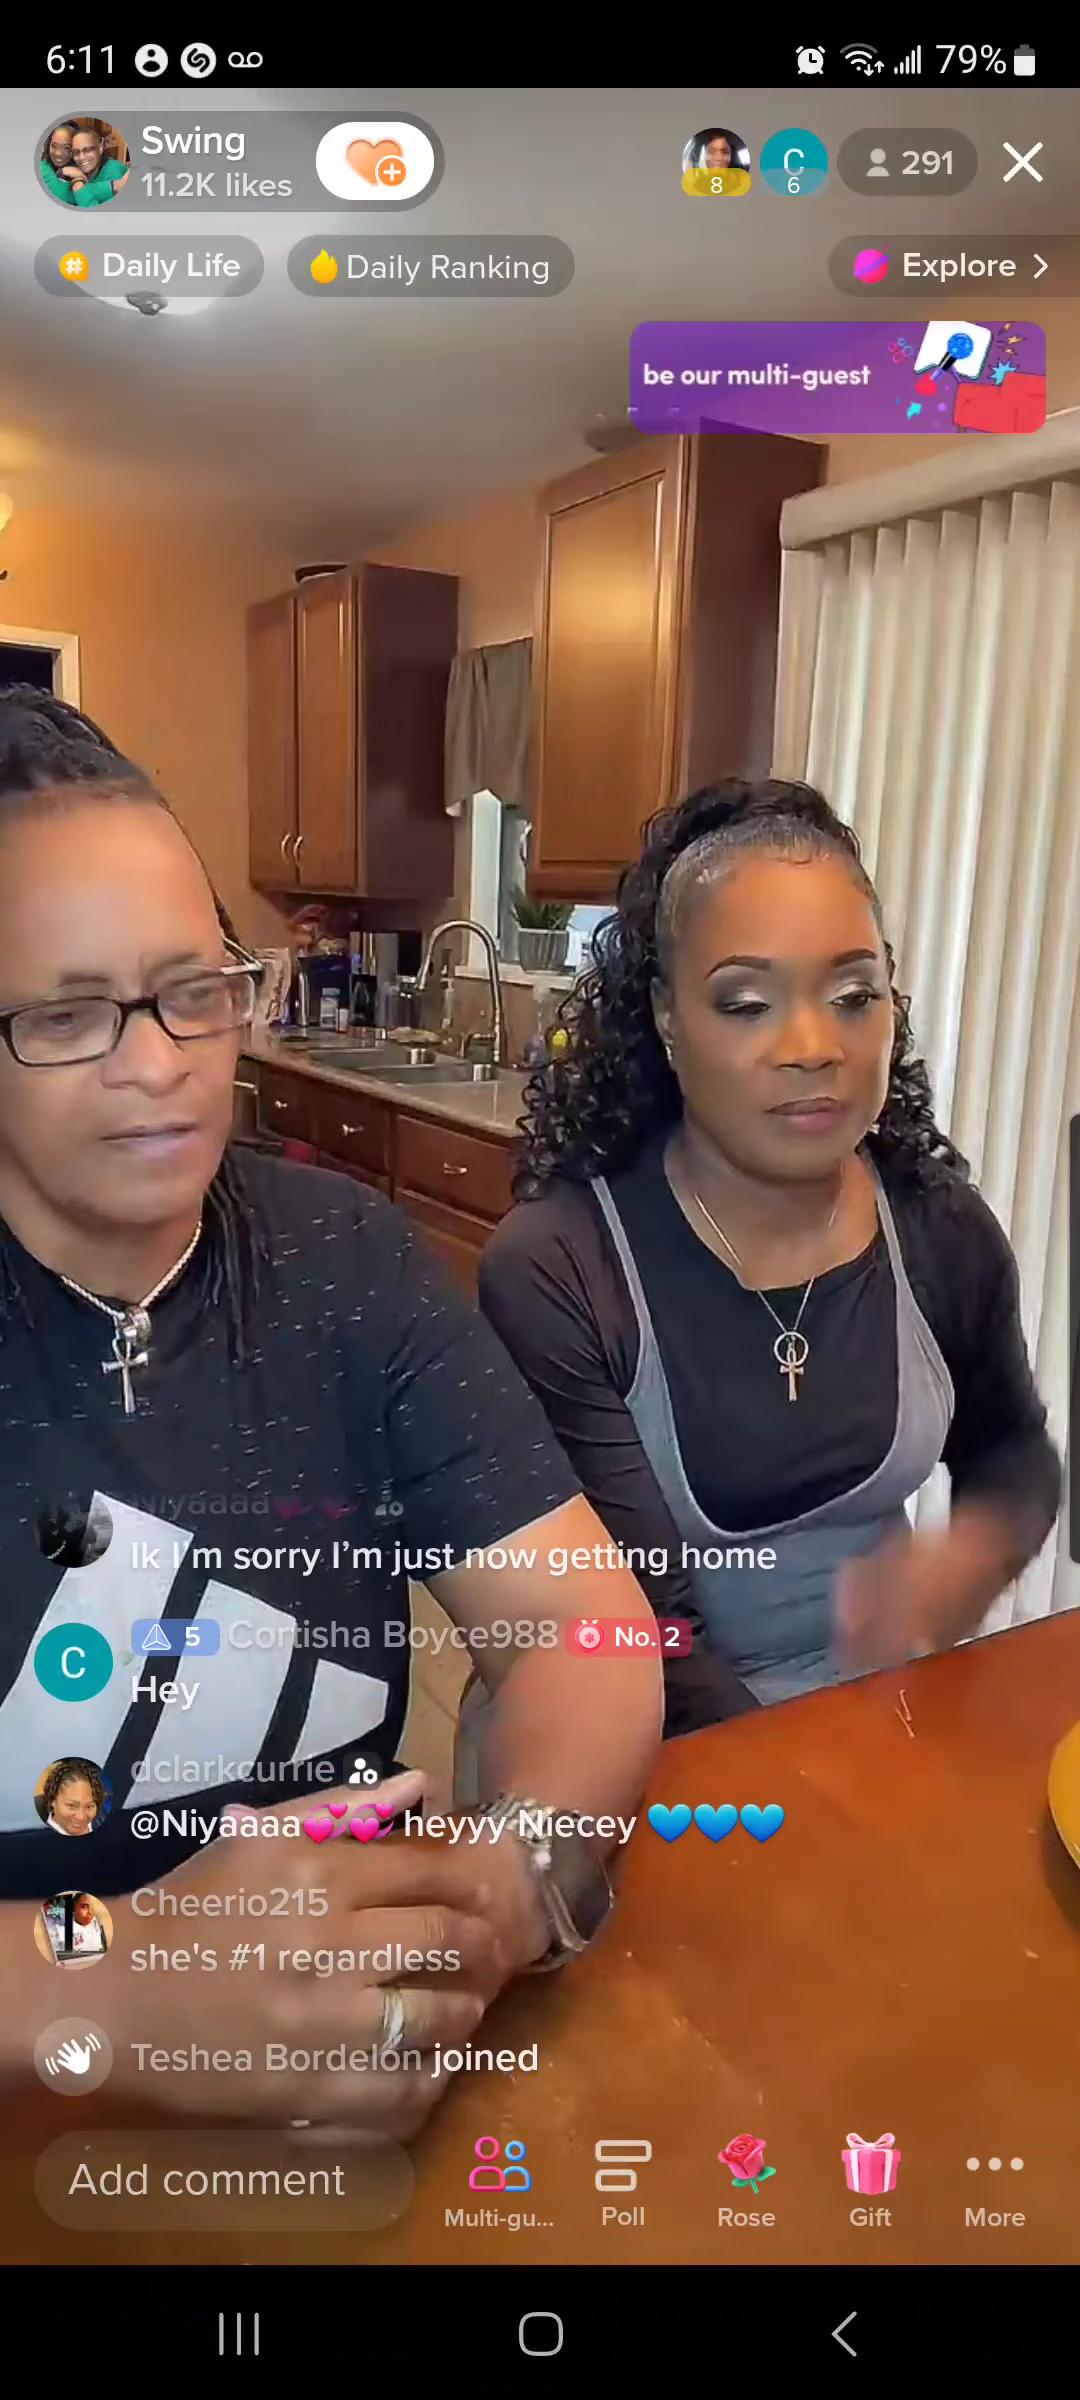 6:11
79%
Swing
11.2K likes
8
C
6
291
# Daily Life
Daily Ranking
Explore >
be our multi-guest
Niyaaaa💞💞
Ik I'm sorry I'm just now getting home
C
5 Cortisha Boyce988 No. 2
Hey
dclarkcurrie
@Niyaaaa💞💞 heyyy Niecey 💙💙💙
Cheerio215
she's #1 regardless
Teshea Bordelon joined
Add comment
Multi-gu...
Poll
Rose
Gift
More